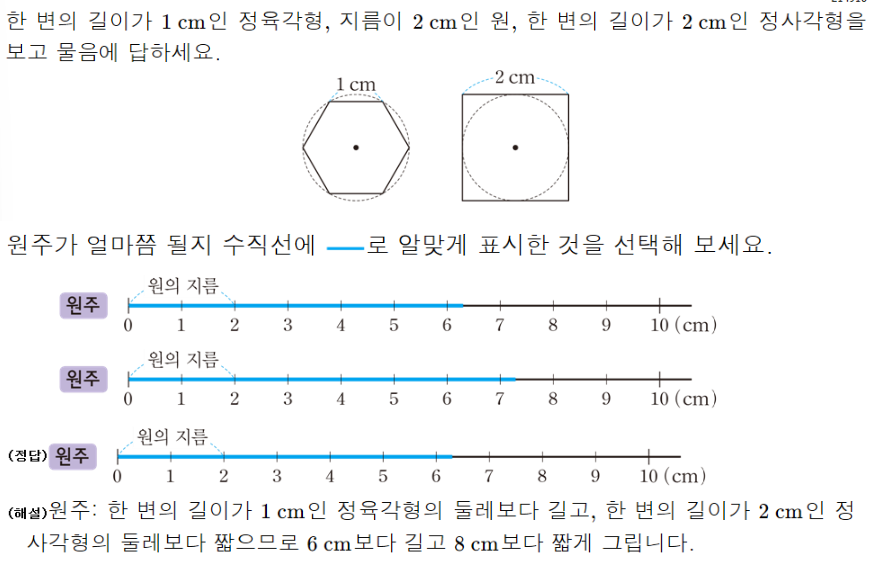 한 변의 길이가 1 cm인 정육각형, 지름이 2 cm인 원, 한 변의 길이가 2 cm인 정사각형을
보고 물음에 답하세요.
1 cm
2 cm
원주가 얼마쯤 될지 수직선에 로 알맞게 표시한 것을 선택해 보세요.
원의 지름
원주
0 1 2 3 4 5 6 7 8 9 10 (cm)
원의 지름
원주
0 1 2 3 4 5 6 7 8 9 10 (cm)
원의 지름
(정답) 원주
0 1 2 3 4 5 6 7 8 9 10 (cm)
(해설)원주: 한 변의 길이가 1 cm인 정육각형의 둘레보다 길고, 한 변의 길이가 2 cm인 정
사각형의 둘레보다 짧으므로 6 cm보다 길고 8 cm보다 짧게 그립니다.